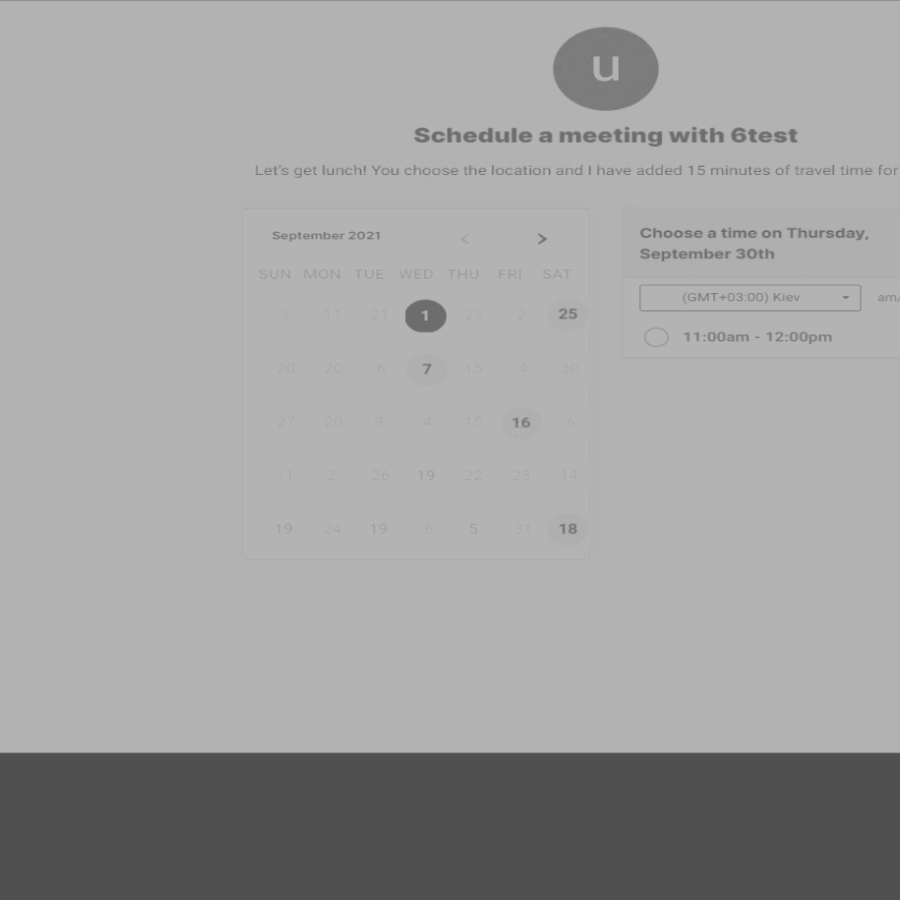 u
Schedule a meeting with 6test
Let's get lunch! You choose the location and I have added 15 minutes of travel time for
September 2021 < >
SUN MON TUE WED THU FRI SAT
3 11 21 1 23 2 25
20 20 6 7 15 4 30
27 20 9 4 15 16 6
11 2 26 19 22 23 14
19 24 19 6 5 31 18
Choose a time on Thursday,
September 30th
(GMT+03:00) Kiev am/
11:00am - 12:00pm